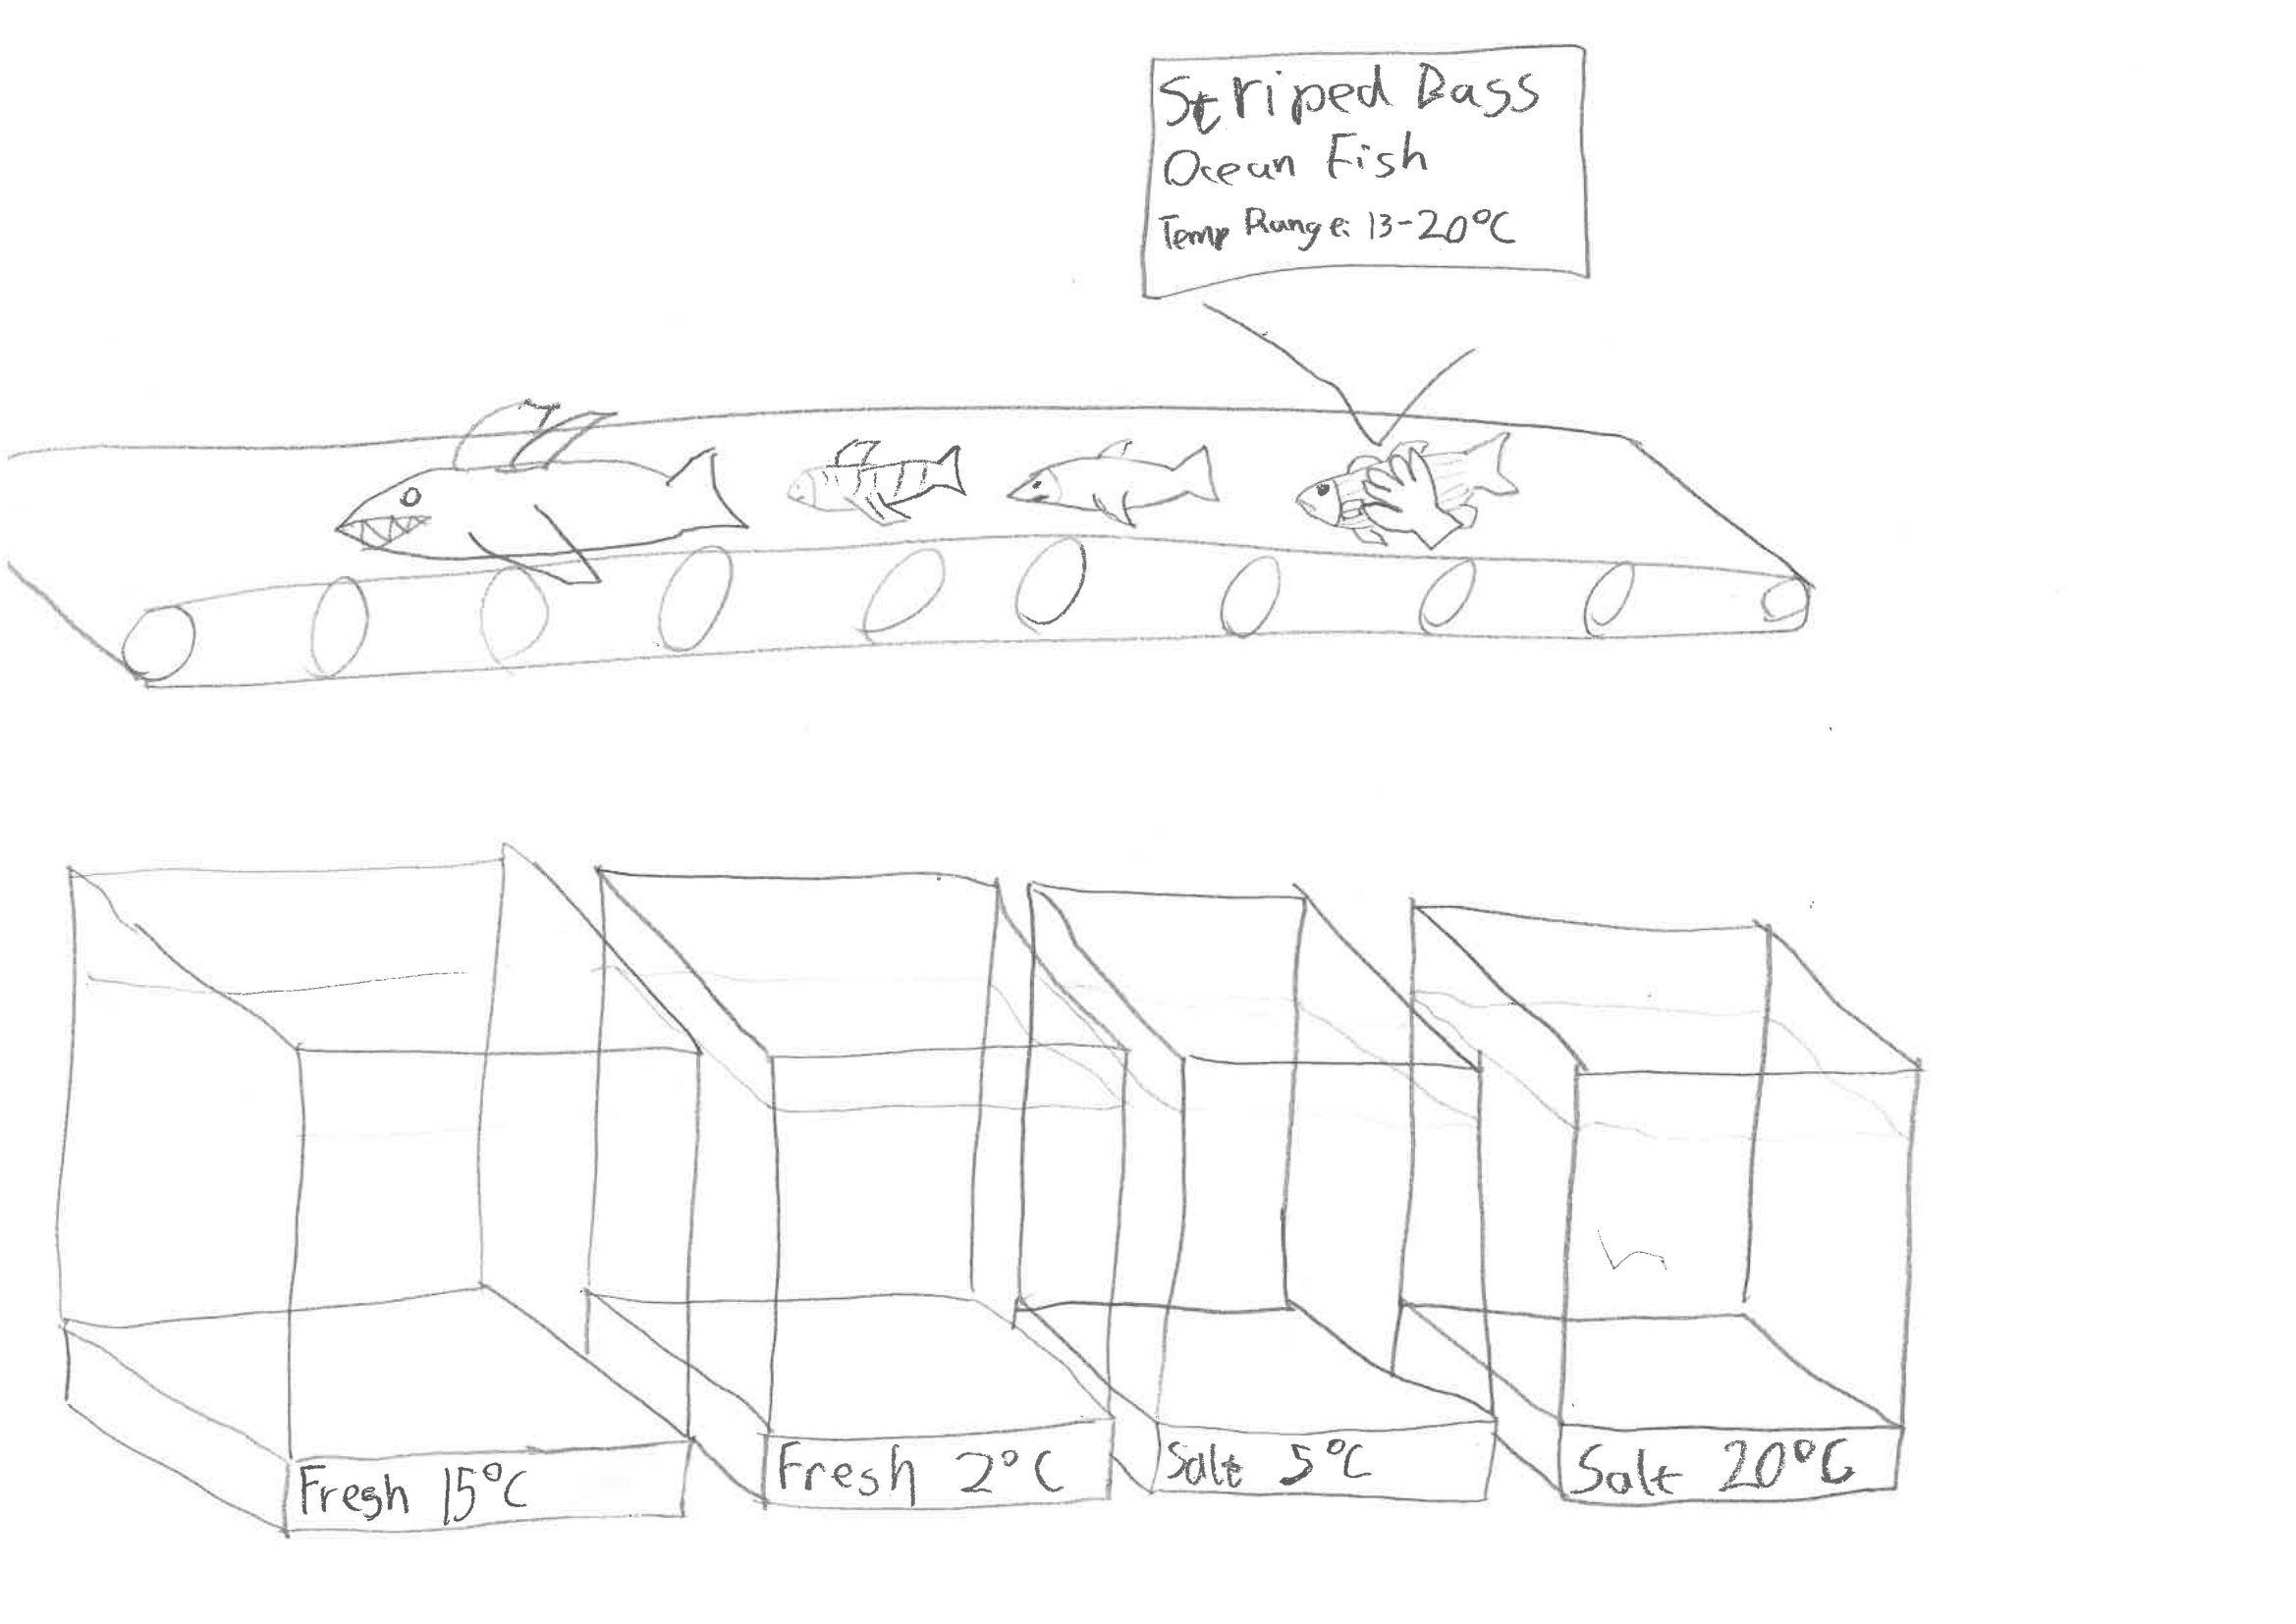 Striped Bass
Ocean Fish
Temp Range: 13-20°C
Fresh 15°C
Fresh 2°C
Salt 5°C
Salt 20°C